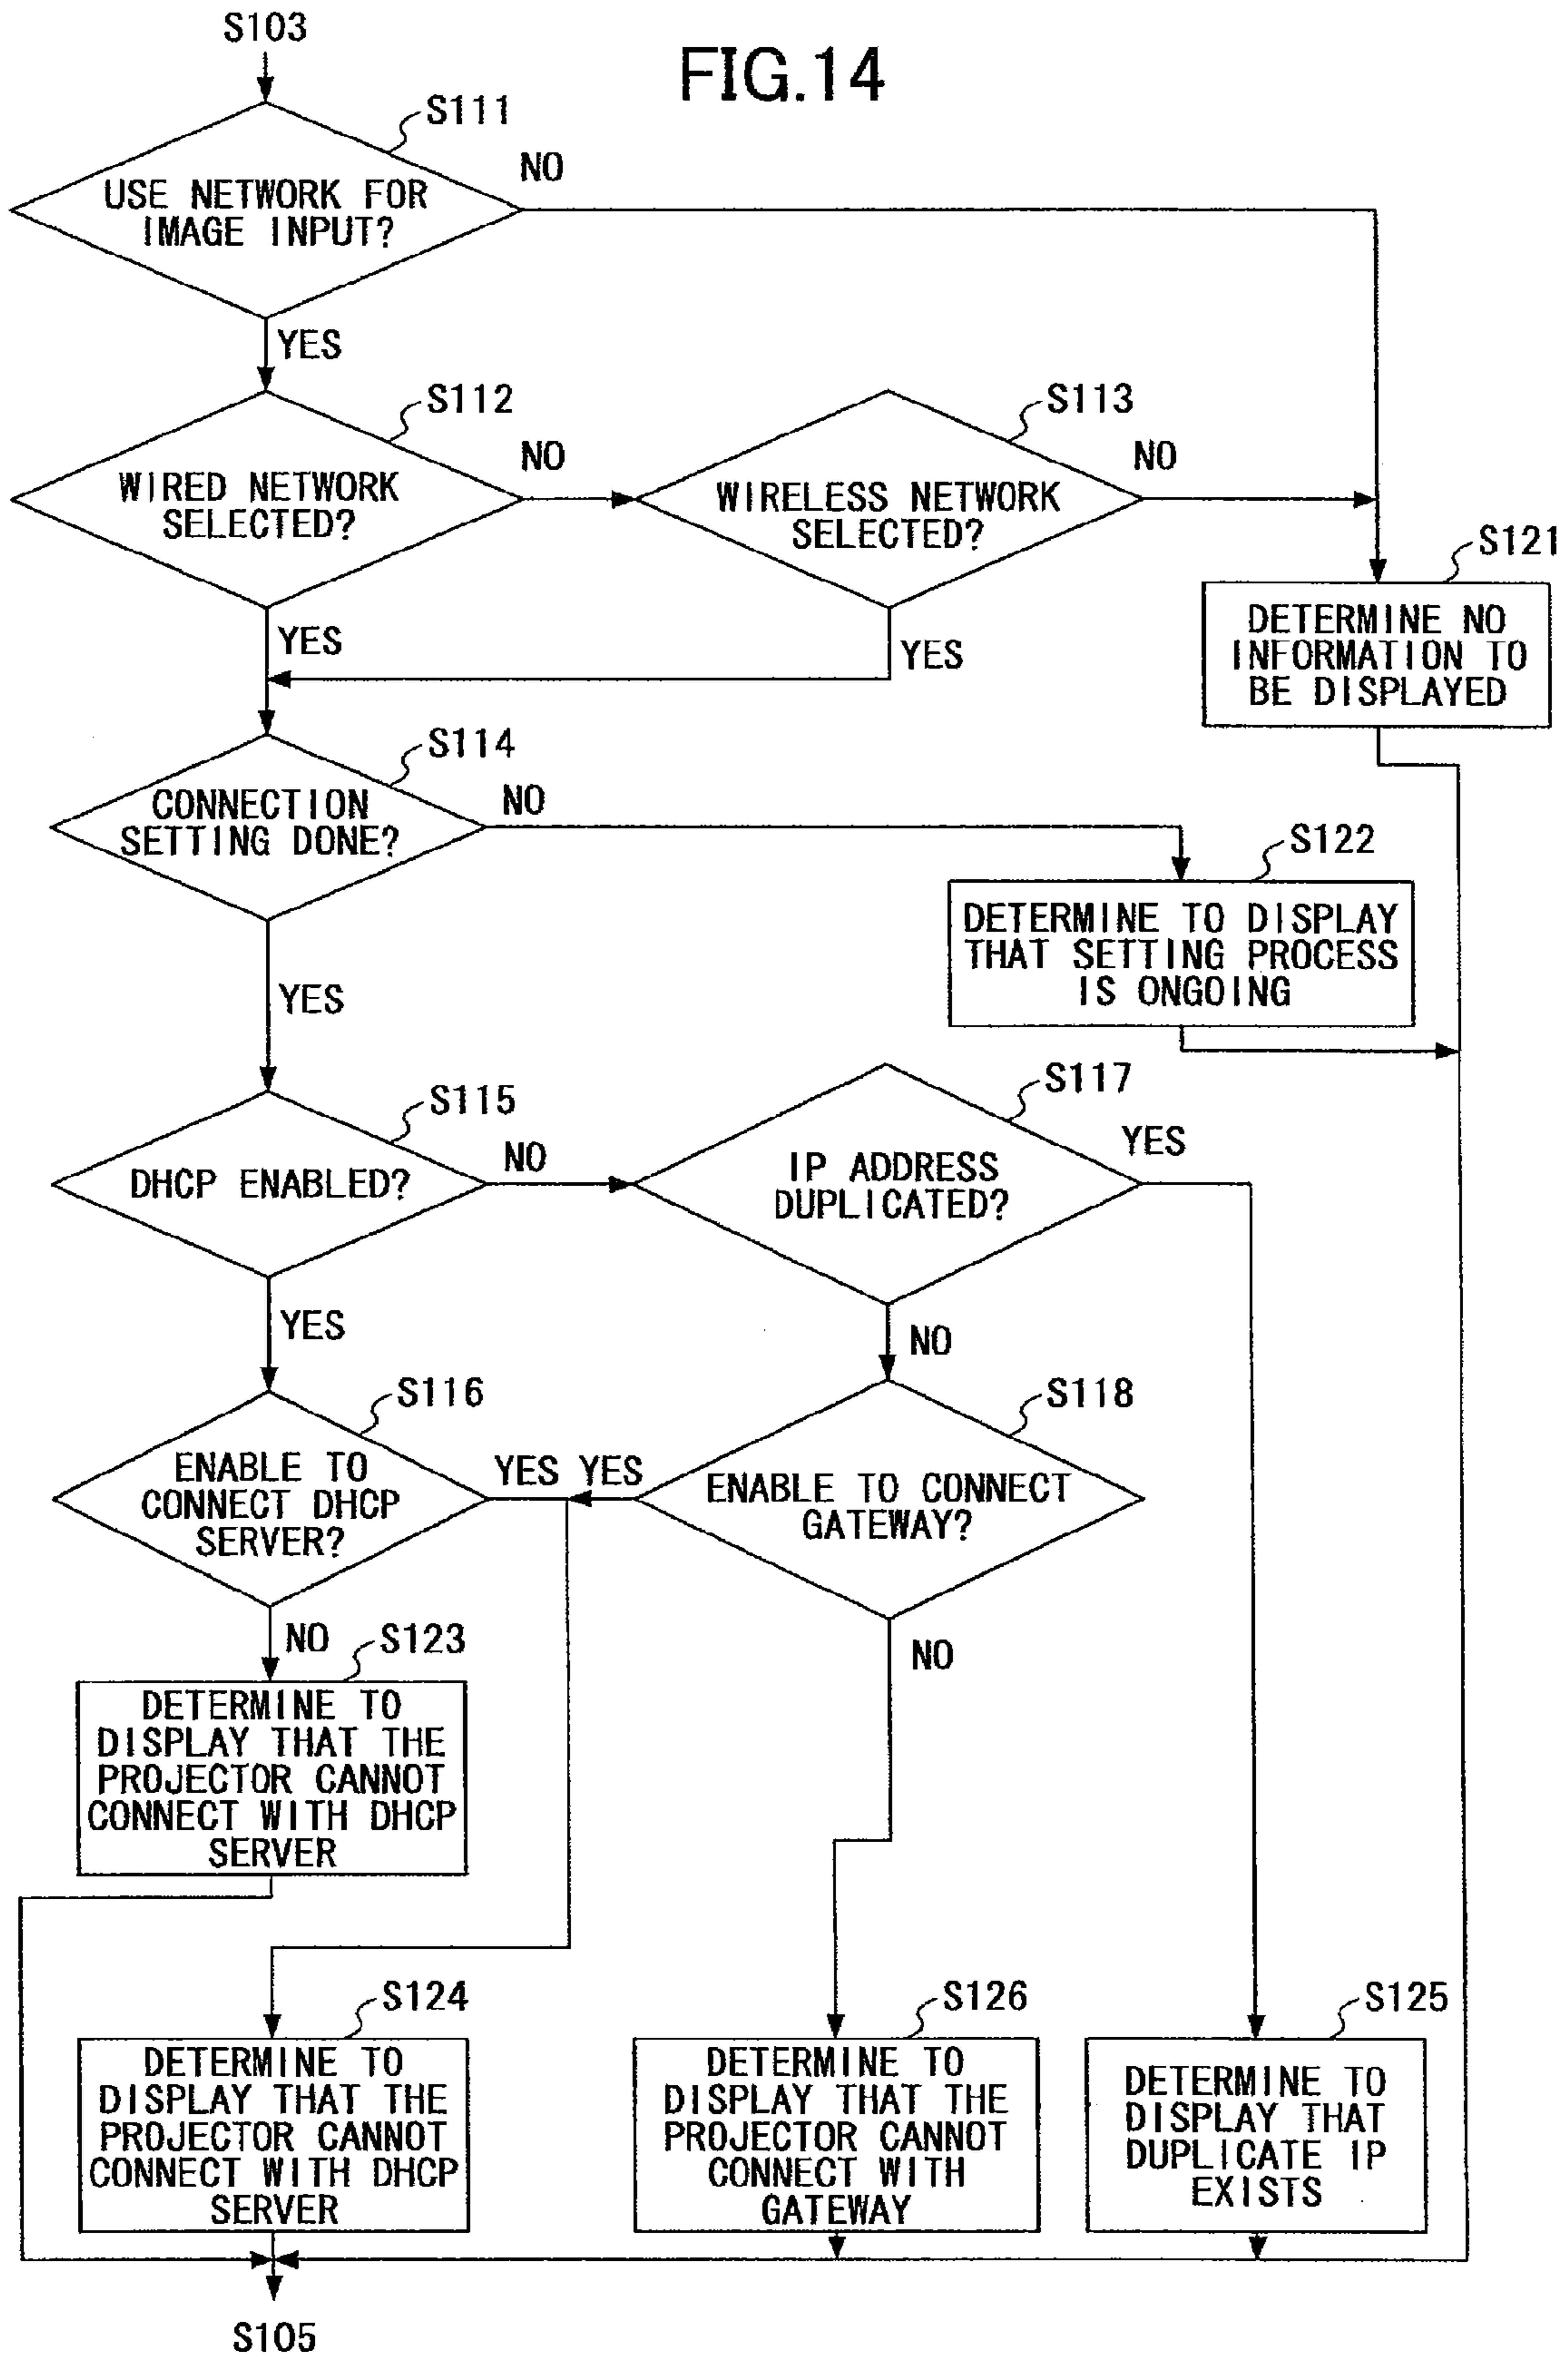 S103
FIG.14
S111
NO
USE NETWORK FOR
IMAGE INPUT?
YES
S112
S113
NO
NO
WIRED NETWORK
SELECTED?
WIRELESS NETWORK
SELECTED?
S121
DETERMINE NO
INFORMATION TO
BE DISPLAYED
YES
YES
S114
NO
CONNECTION
SETTING DONE?
S122
DETERMINE TO DISPLAY
THAT SETTING PROCESS
IS ONGOING
YES
S115
S117
NO
YES
DHCP ENABLED?
IP ADDRESS
DUPLICATED?
YES
NO
S116
S118
ENABLE TO
CONNECT DHCP
SERVER?
YES YES
ENABLE TO CONNECT
GATEWAY?
NO
S123
NO
DETERMINE TO
DISPLAY THAT THE
PROJECTOR CANNOT
CONNECT WITH DHCP
SERVER
S124
S126
S125
DETERMINE TO
DISPLAY THAT THE
PROJECTOR CANNOT
CONNECT WITH DHCP
SERVER
DETERMINE TO
DISPLAY THAT THE
PROJECTOR CANNOT
CONNECT WITH
GATEWAY
DETERMINE TO
DISPLAY THAT
DUPLICATE IP
EXISTS
S105